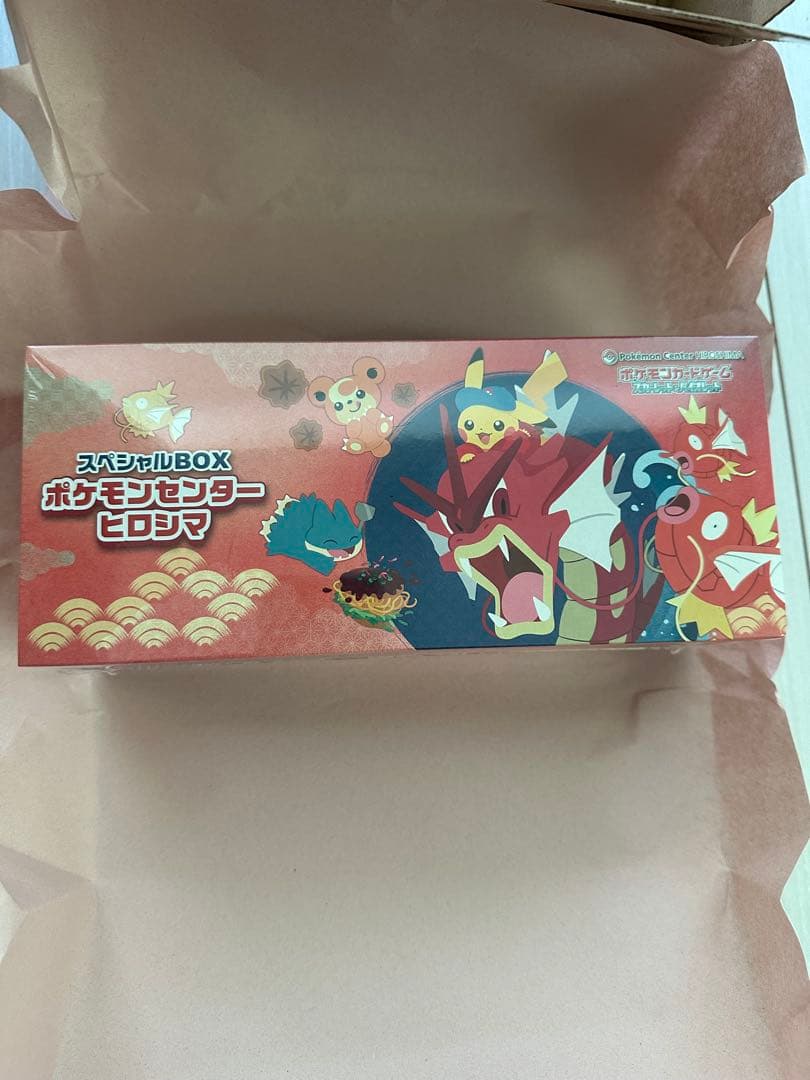 スペシャルBOX
ポケモンセンター
ヒロシマ
Pokémon Center HIROSHIMA
ポケモンカードゲーム
スカーレット&バイオレット